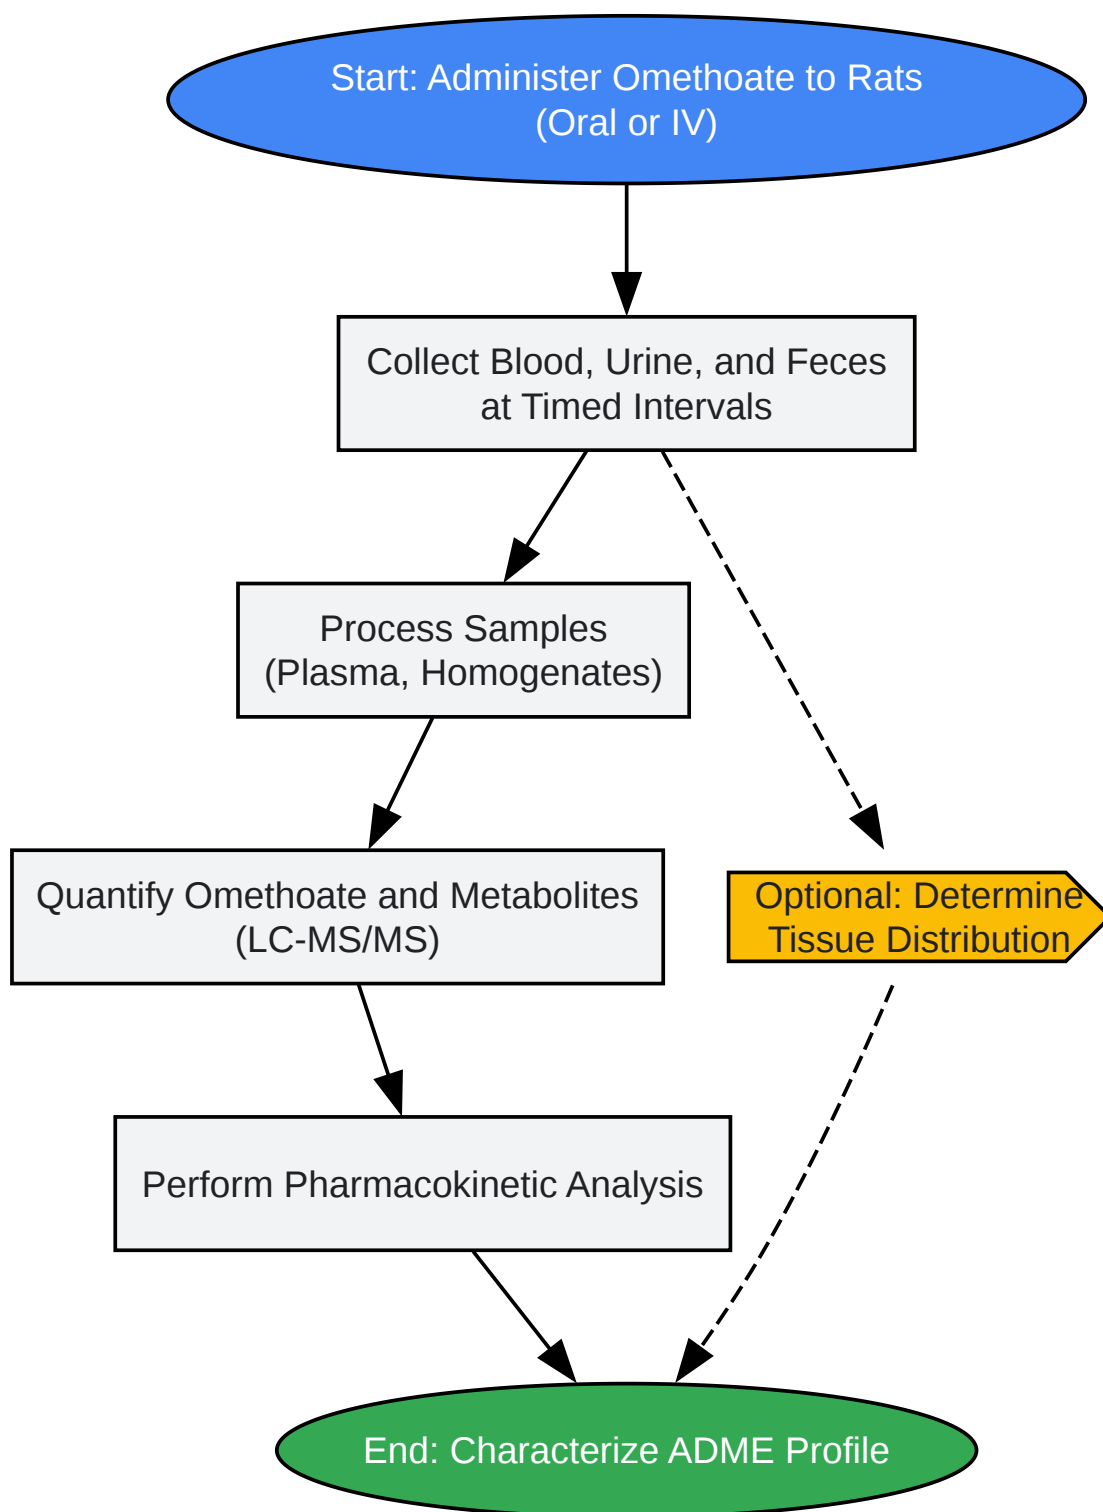 Start: Administer Omethoate to Rats
(Oral or IV)
Collect Blood, Urine, and Feces
at Timed Intervals
Process Samples
(Plasma, Homogenates)
Quantify Omethoate and Metabolites
(LC-MS/MS)
Optional: Determine
Tissue Distribution
Perform Pharmacokinetic Analysis
End: Characterize ADME Profile